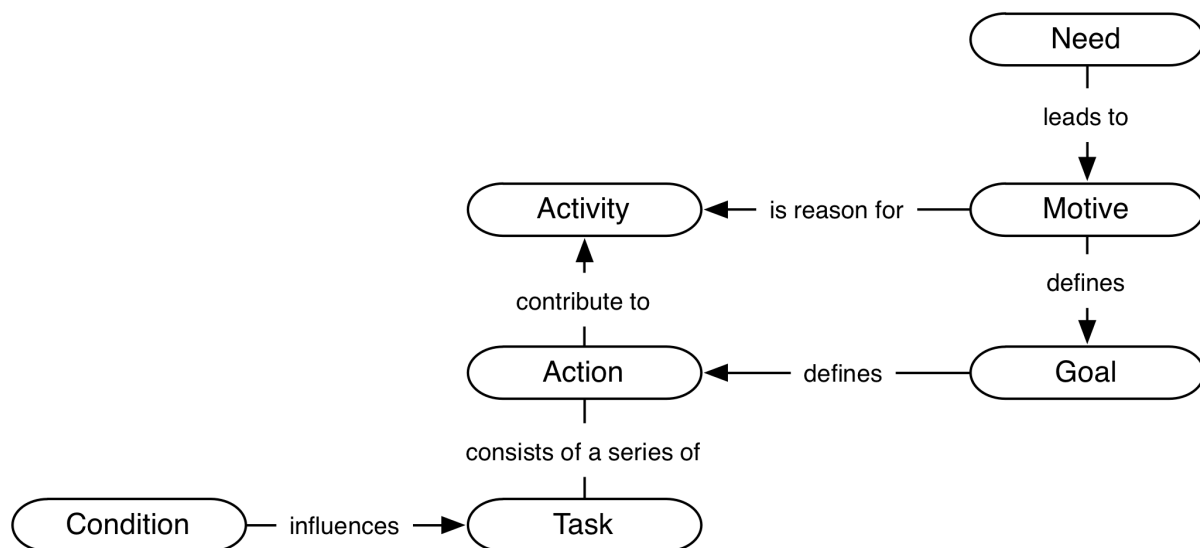 Need
leads to
Activity
is reason for
Motive
contribute to
defines
Action
defines
Goal
consists of a series of
Condition
influences
Task